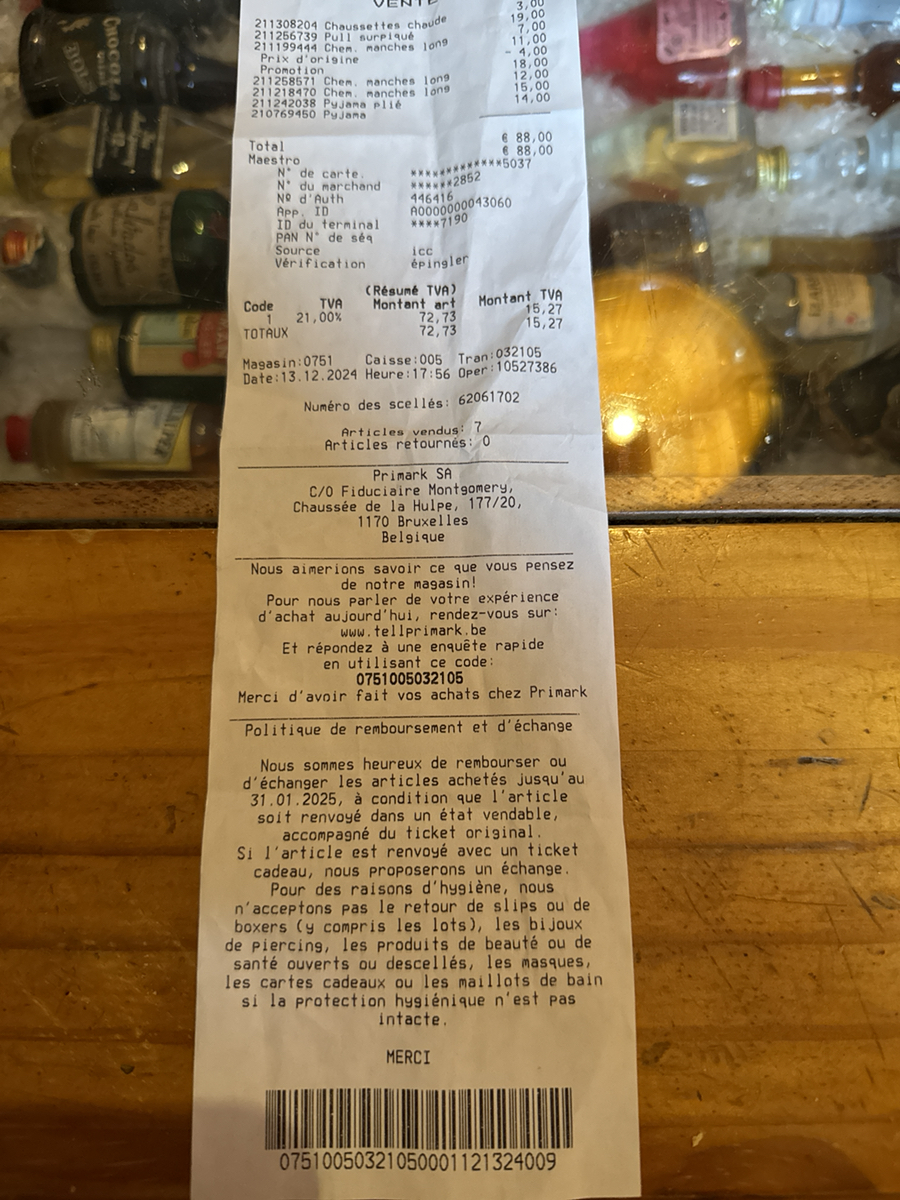 VENTE
211308204 Chaussettes chaude 3,00
211256739 Pull surpiqué 19,00
211199444 Chem. manches long 7,00
Prix d'origine 11,00
Promotion - 4,00
211258571 Chem. manches long 18,00
211218470 Chem. manches long 12,00
211242038 Pyjama plié 15,00
210769450 Pyjama 14,00
Total € 88,00
Maestro € 88,00
N° de carte. ************5037
N° du marchand ******2852
Nº d'Auth 446416
App. ID A0000000043060
ID du terminal ****7190
PAN N° de séq
Source icc
Vérification épingler
(Résumé TVA)
Code TVA Montant art Montant TVA
1 21,00% 72,73 15,27
TOTAUX 72,73 15,27
Magasin:0751 Caisse:005 Tran:032105
Date:13.12.2024 Heure:17:56 Oper:10527386
Numéro des scellés: 62061702
Articles vendus: 7
Articles retournés: 0
Primark SA
C/O Fiduciaire Montgomery,
Chaussée de la Hulpe, 177/20,
1170 Bruxelles
Belgique
Nous aimerions savoir ce que vous pensez
de notre magasin!
Pour nous parler de votre expérience
d'achat aujourd'hui, rendez-vous sur:
www.tellprimark.be
Et répondez à une enquête rapide
en utilisant ce code:
0751005032105
Merci d'avoir fait vos achats chez Primark
Politique de remboursement et d'échange
Nous sommes heureux de rembourser ou
d'échanger les articles achetés jusqu'au
31.01.2025, à condition que l'article
soit renvoyé dans un état vendable,
accompagné du ticket original.
Si l'article est renvoyé avec un ticket
cadeau, nous proposerons un échange.
Pour des raisons d'hygiène, nous
n'acceptons pas le retour de slips ou de
boxers (y compris les lots), les bijoux
de piercing, les produits de beauté ou de
santé ouverts ou descellés, les masques,
les cartes cadeaux ou les maillots de bain
si la protection hygiénique n'est pas
intacte.
MERCI
07510050321050001121324009